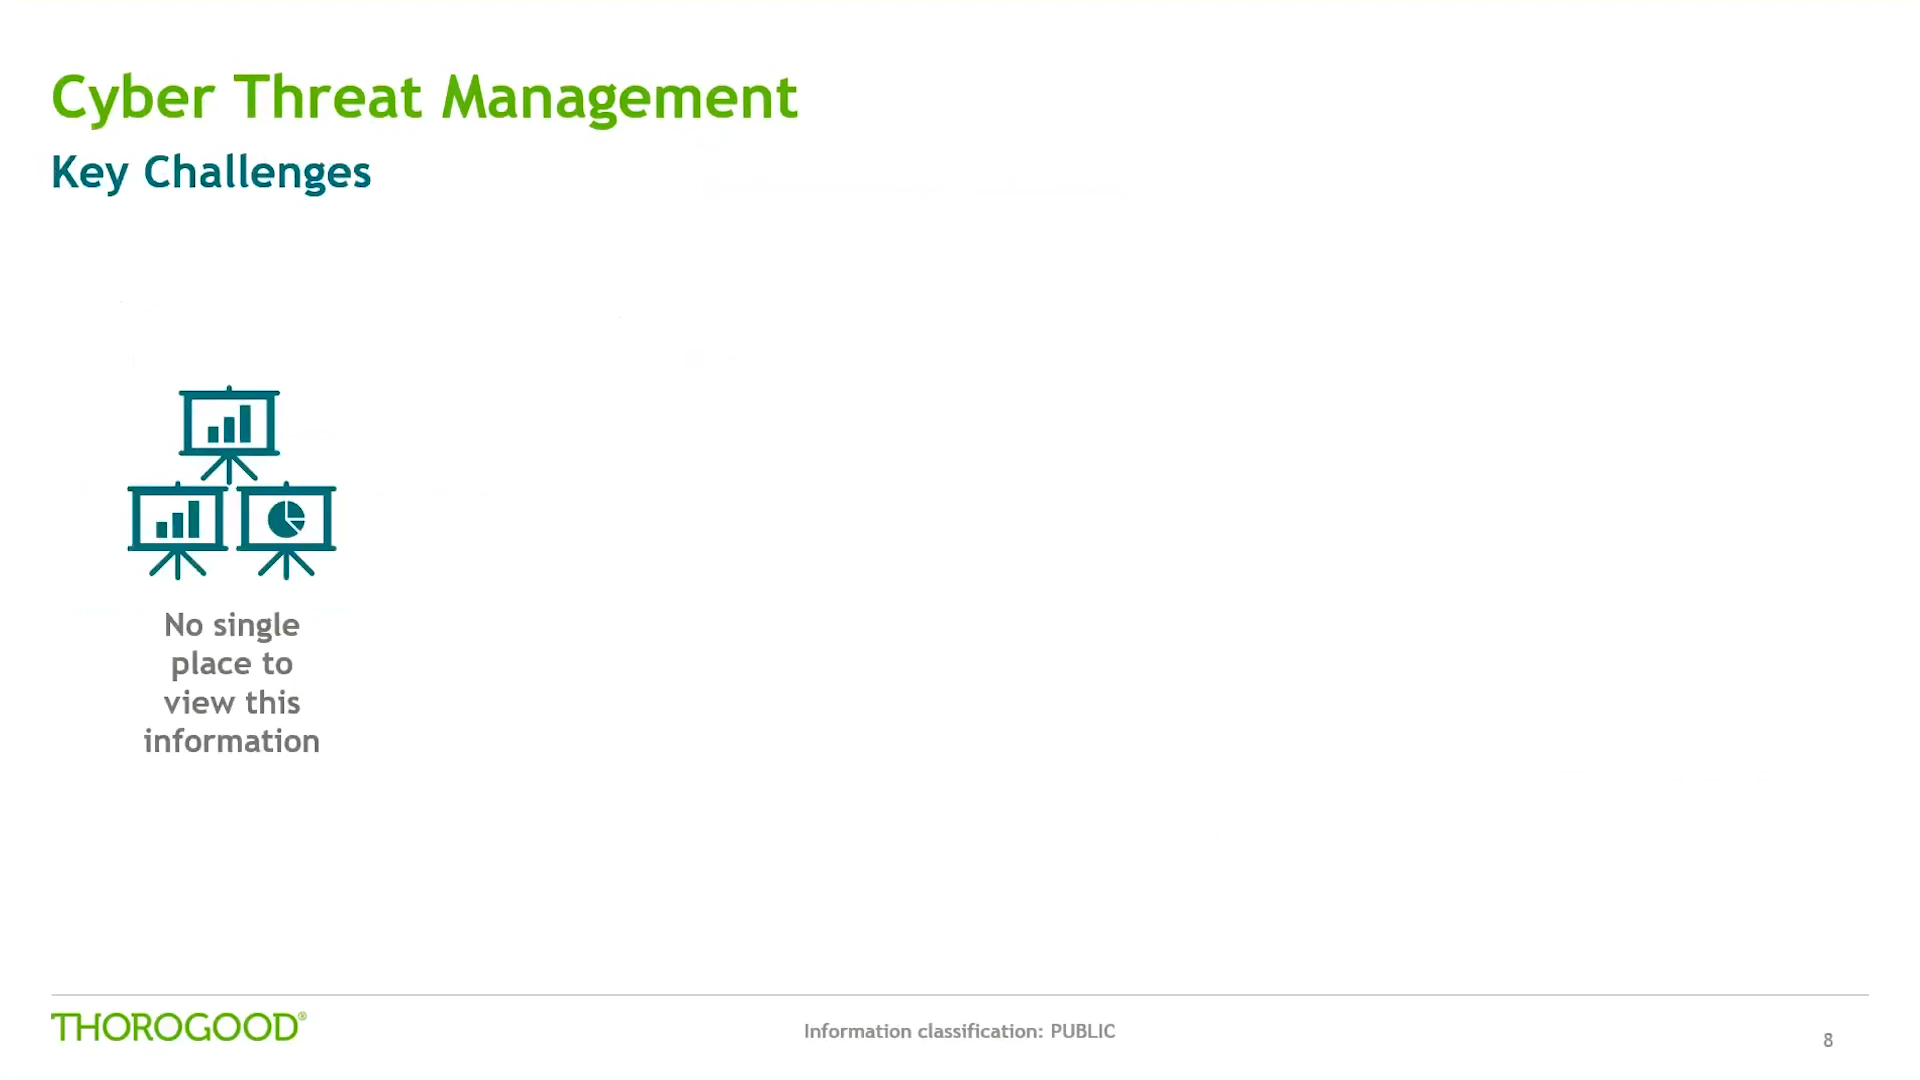 Cyber Threat Management
Key Challenges
No single
place to
view this
information
THOROGOOD®
Information classification: PUBLIC
8